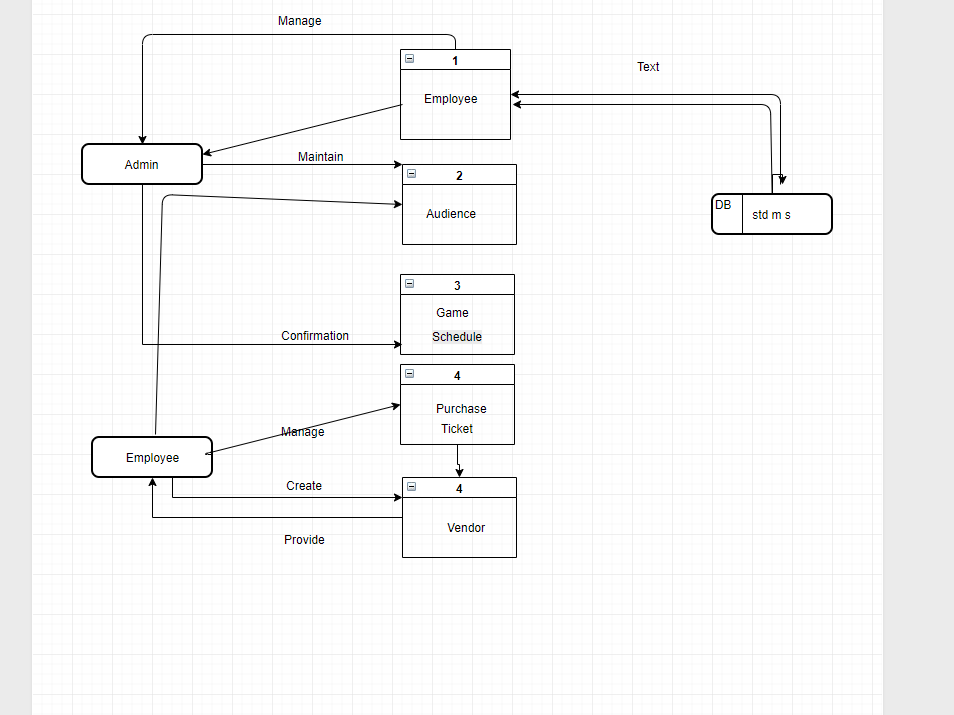 Manage
1
Employee
Text
Admin
Maintain
2
Audience
DB
std m s
3
Game
Schedule
Confirmation
4
Purchase
Ticket
Manage
Employee
Create
4
Vendor
Provide